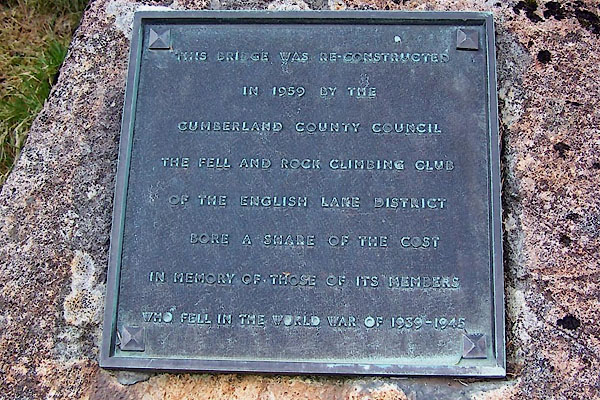 THIS BRIDGE WAS RE-CONSTRUCTED
IN 1959 BY THE
CUMBERLAND COUNTY COUNCIL
THE FELL AND ROCK CLIMBING CLUB
OF THE ENGLISH LAKE DISTRICT
BORE A SHARE OF THE COST
IN MEMORY OF THOSE OF ITS MEMBERS
WHO FELL IN THE WORLD WAR OF 1939-1945